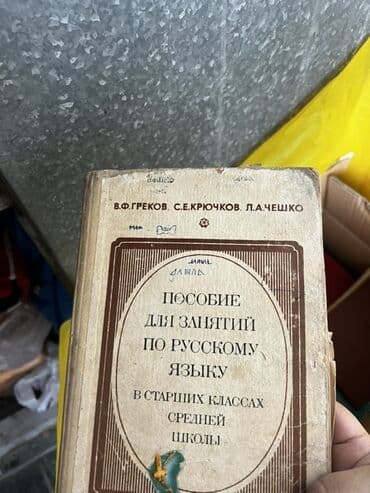 В.Ф.ГРЕКОВ, С.Е.КРЮЧКОВ, Л.А.ЧЕШКО
ПОСОБИЕ
ДЛЯ ЗАНЯТИЙ
ПО РУССКОМУ
ЯЗЫКУ
В СТАРШИХ КЛАССАХ
СРЕДНЕЙ
ШКОЛЫ